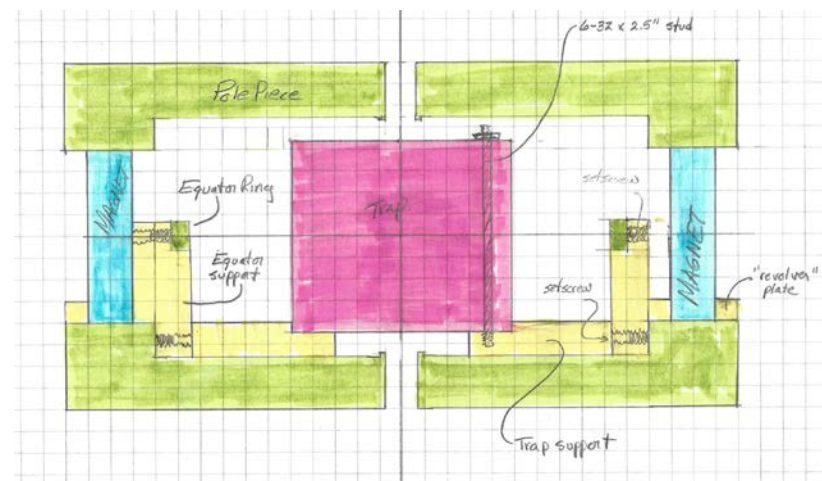 6-32 x 2.5" stud
Pole Piece
MAGNET
Equator Ring
Trap
setscrew
Equator
support
MAGNET
setscrew
"revolver"
plate
Trap support